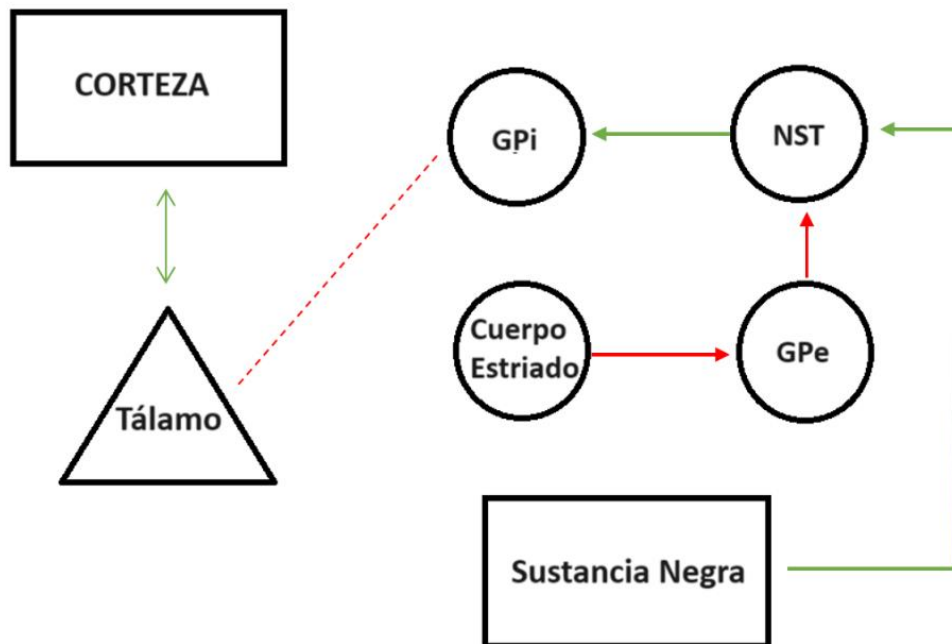 CORTEZA
GPi
NST
Cuerpo
Estriado
GPe
Tálamo
Sustancia Negra